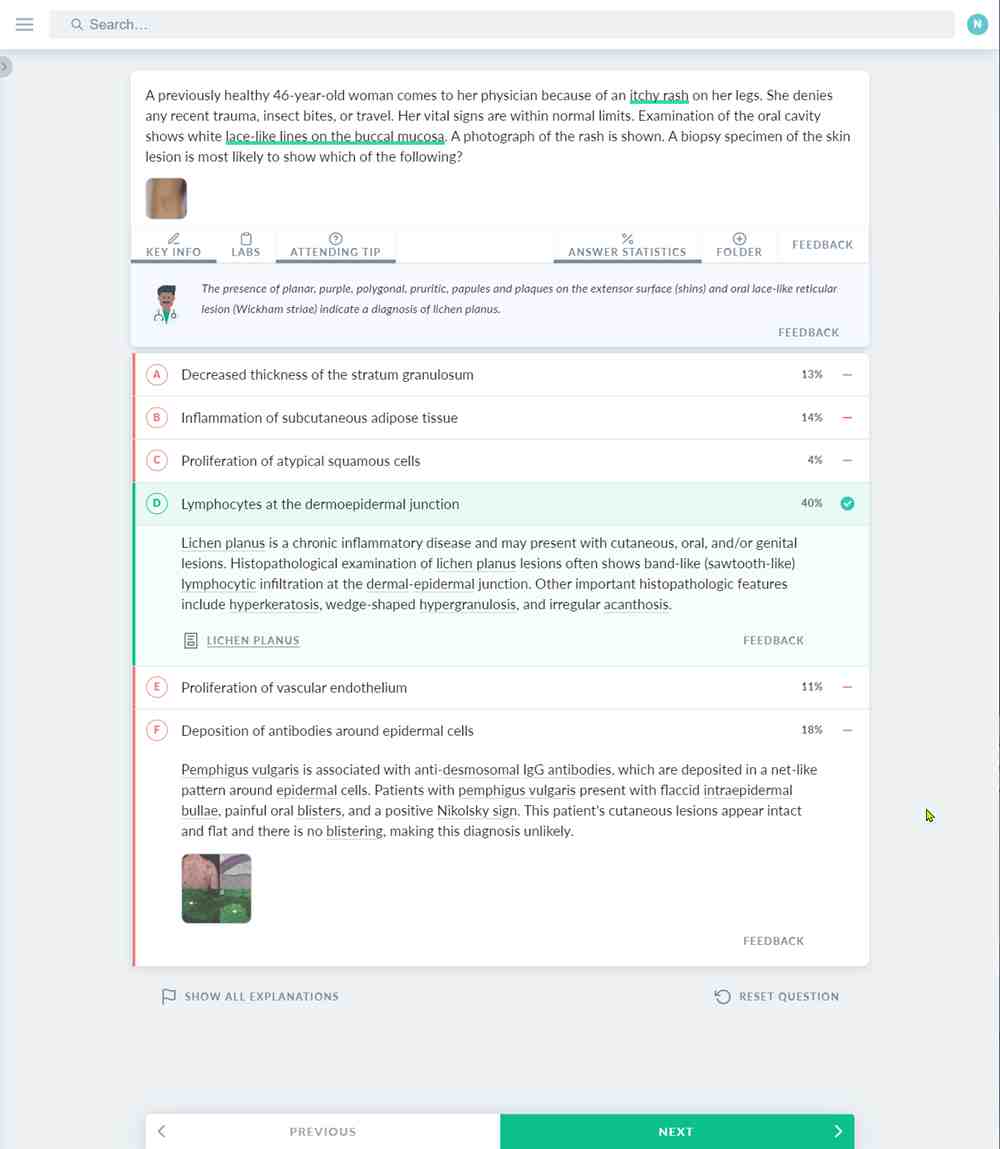 Search...
N
A previously healthy 46-year-old woman comes to her physician because of an itchy rash on her legs. She denies
any recent trauma, insect bites, or travel. Her vital signs are within normal limits. Examination of the oral cavity
shows white lace-like lines on the buccal mucosa. A photograph of the rash is shown. A biopsy specimen of the skin
lesion is most likely to show which of the following?
KEY INFO
LABS
ATTENDING TIP
ANSWER STATISTICS
FOLDER
FEEDBACK
The presence of planar, purple, polygonal, pruritic, papules and plaques on the extensor surface (shins) and oral lace-like reticular
lesion (Wickham striae) indicate a diagnosis of lichen planus.
FEEDBACK
A Decreased thickness of the stratum granulosum 13%
B Inflammation of subcutaneous adipose tissue 14%
C Proliferation of atypical squamous cells 4%
D Lymphocytes at the dermoepidermal junction 40%
Lichen planus is a chronic inflammatory disease and may present with cutaneous, oral, and/or genital
lesions. Histopathological examination of lichen planus lesions often shows band-like (sawtooth-like)
lymphocytic infiltration at the dermal-epidermal junction. Other important histopathologic features
include hyperkeratosis, wedge-shaped hypergranulosis, and irregular acanthosis.
LICHEN PLANUS
FEEDBACK
E Proliferation of vascular endothelium 11%
F Deposition of antibodies around epidermal cells 18%
Pemphigus vulgaris is associated with anti-desmosomal IgG antibodies, which are deposited in a net-like
pattern around epidermal cells. Patients with pemphigus vulgaris present with flaccid intraepidermal
bullae, painful oral blisters, and a positive Nikolsky sign. This patient's cutaneous lesions appear intact
and flat and there is no blistering, making this diagnosis unlikely.
FEEDBACK
SHOW ALL EXPLANATIONS
RESET QUESTION
PREVIOUS
NEXT